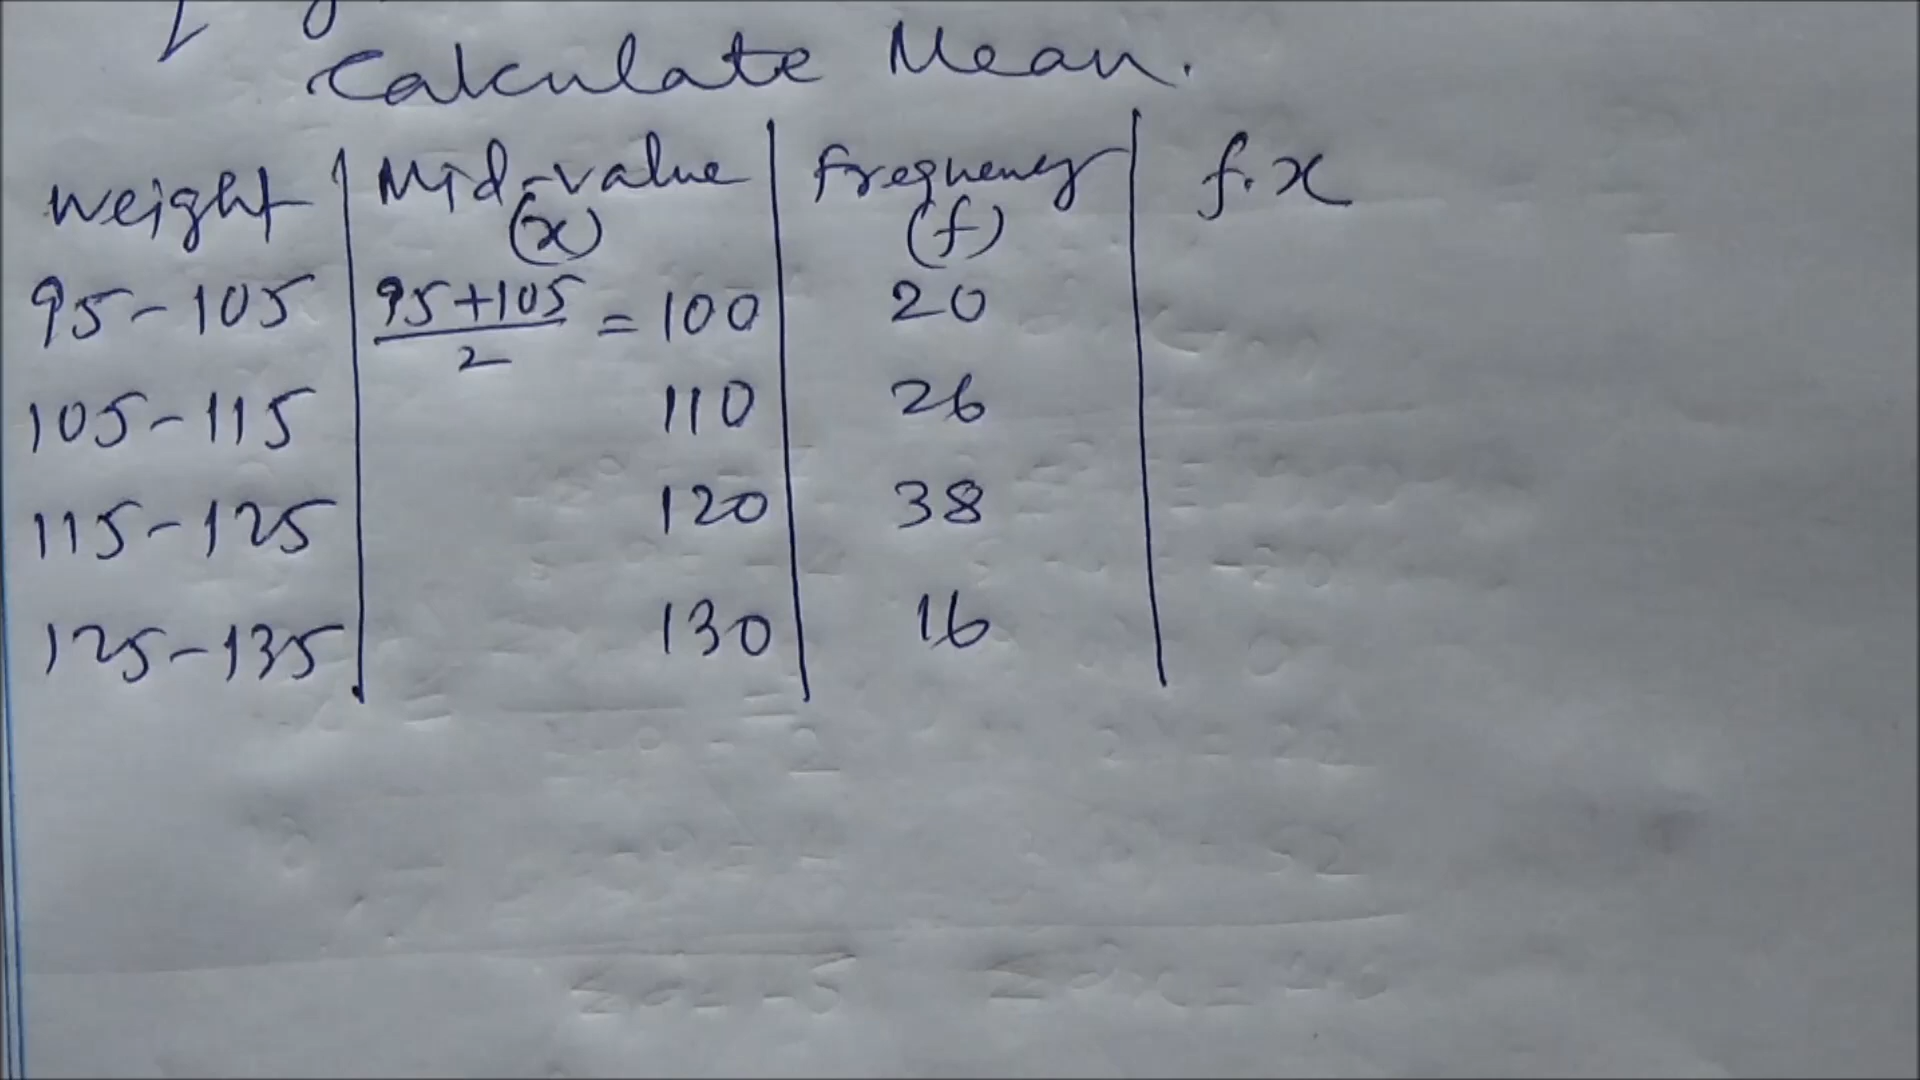 Calculate Mean.
Weight Mid-value Frequency f.x
(x) (f)
95-105 95+105/2 = 100 20
105-115 110 26
115-125 120 38
125-135 130 16